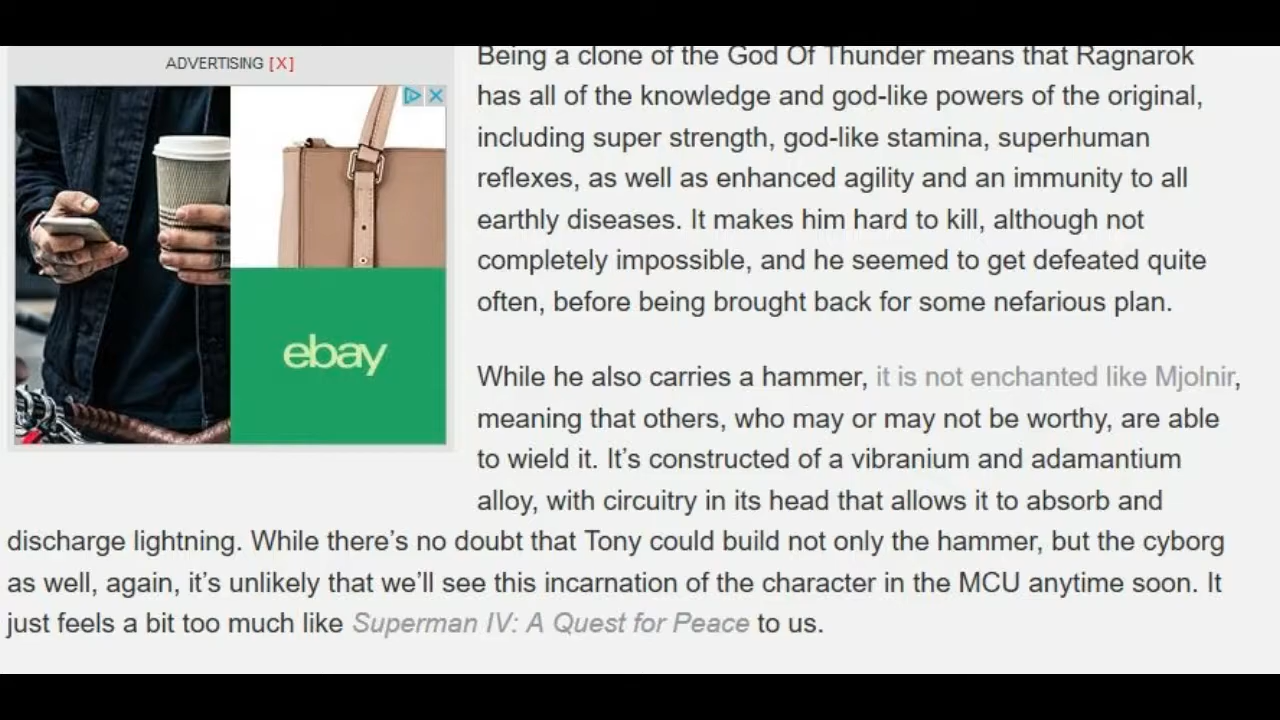 ADVERTISING [X]
ebay
Being a clone of the God Of Thunder means that Ragnarok
has all of the knowledge and god-like powers of the original,
including super strength, god-like stamina, superhuman
reflexes, as well as enhanced agility and an immunity to all
earthly diseases. It makes him hard to kill, although not
completely impossible, and he seemed to get defeated quite
often, before being brought back for some nefarious plan.
While he also carries a hammer, it is not enchanted like Mjolnir,
meaning that others, who may or may not be worthy, are able
to wield it. It’s constructed of a vibranium and adamantium
alloy, with circuitry in its head that allows it to absorb and
discharge lightning. While there’s no doubt that Tony could build not only the hammer, but the cyborg
as well, again, it’s unlikely that we’ll see this incarnation of the character in the MCU anytime soon. It
just feels a bit too much like Superman IV: A Quest for Peace to us.